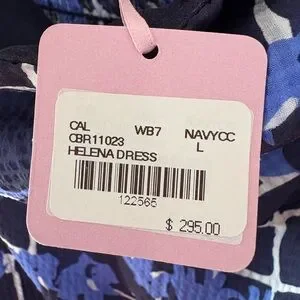 CAL WB7 NAVYCC
CBR11023 L
HELENA DRESS
122565
$ 295.00